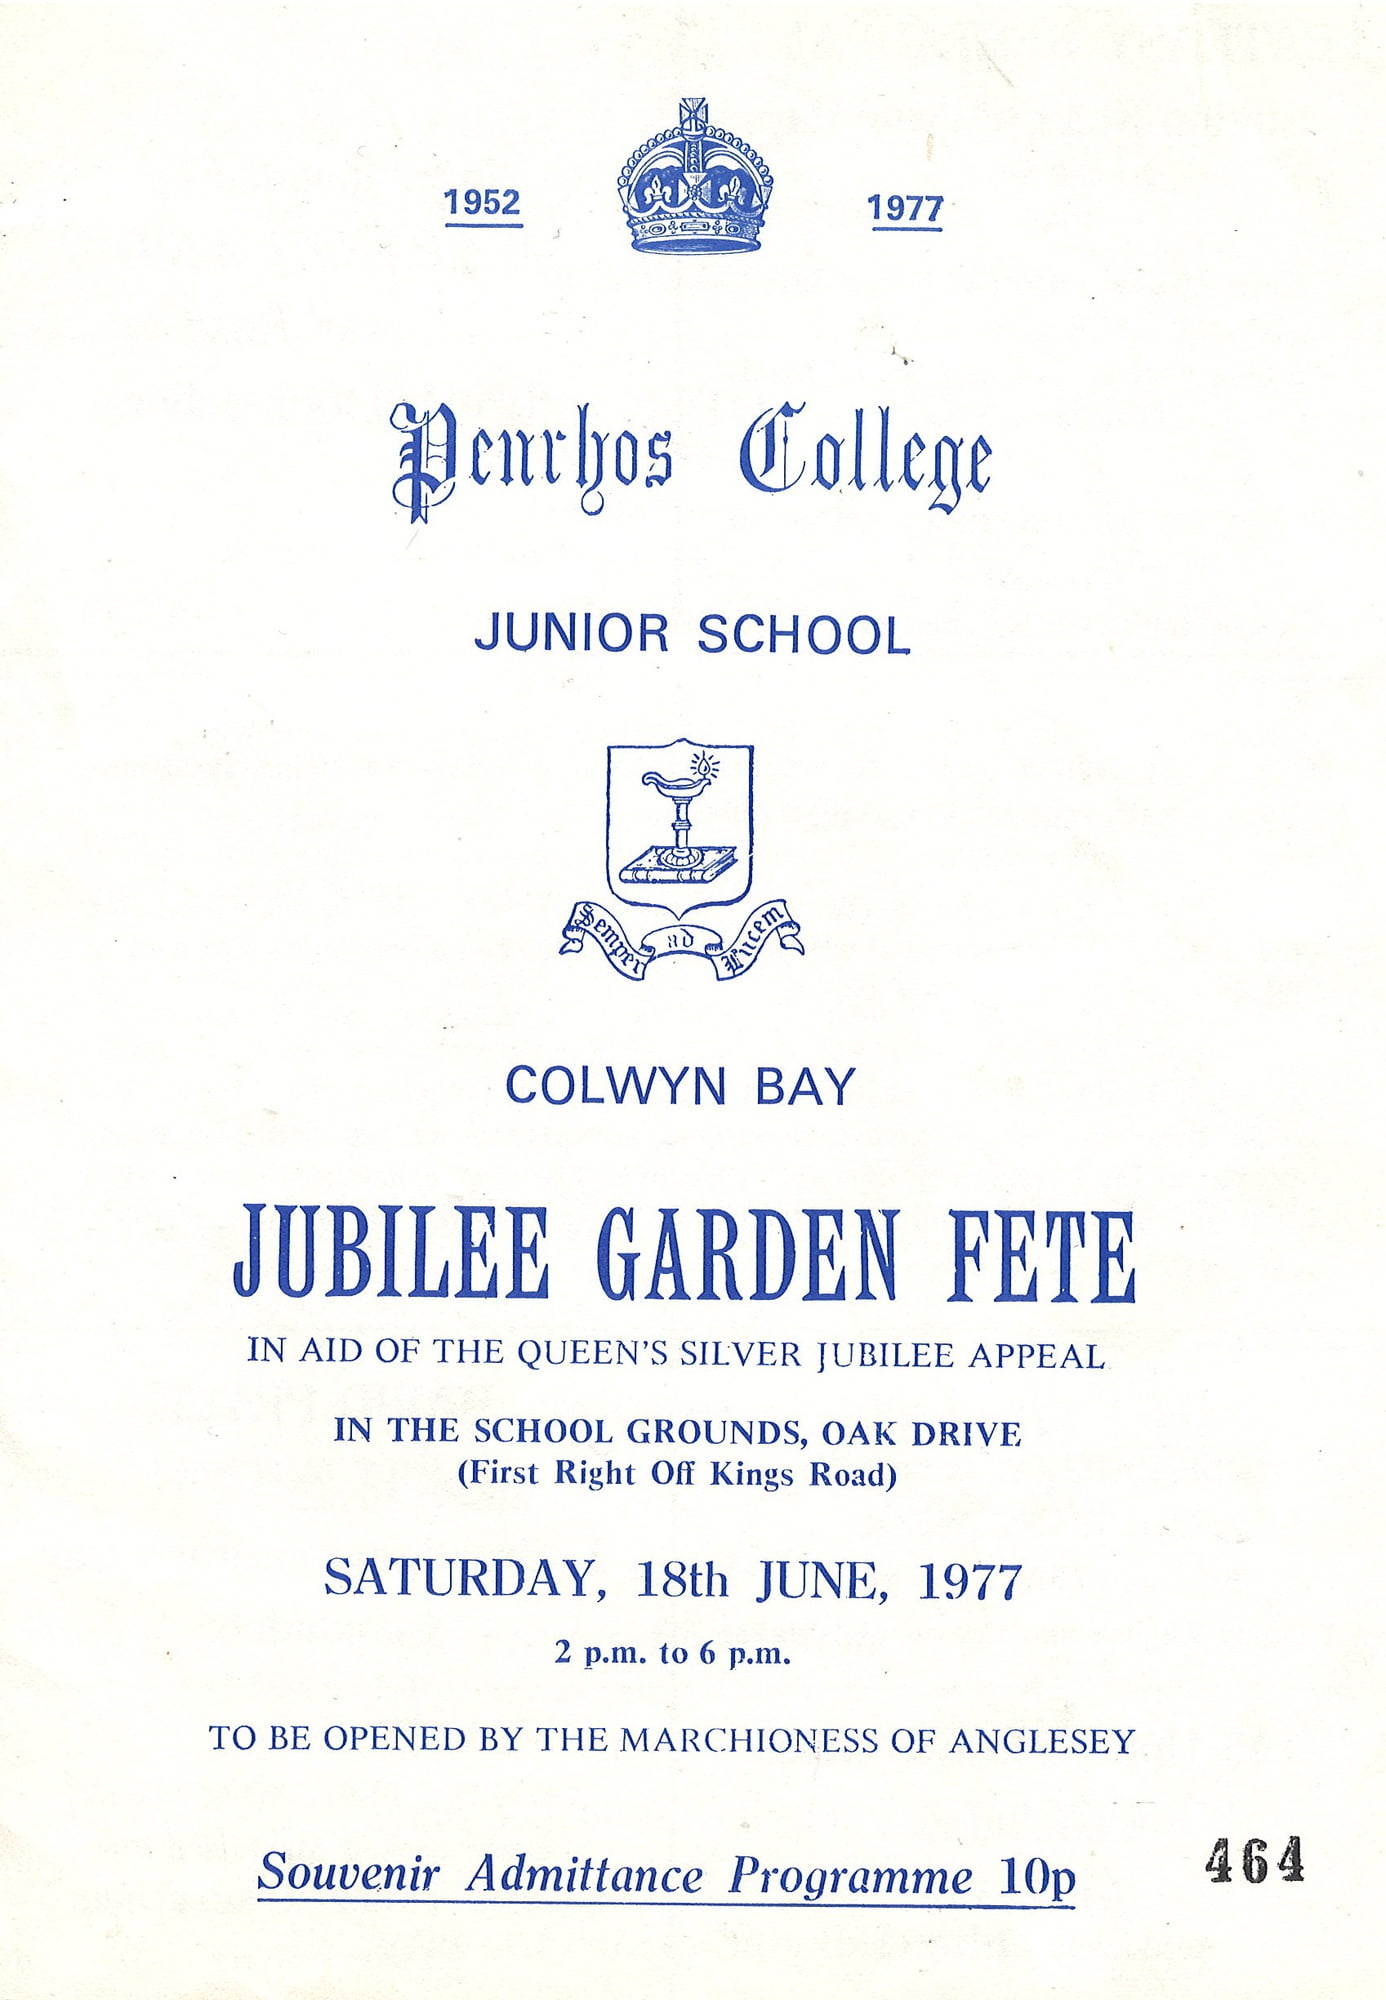 1952 1977
Penrhos College
JUNIOR SCHOOL
Semper ad Lucem
COLWYN BAY
JUBILEE GARDEN FETE
IN AID OF THE QUEEN'S SILVER JUBILEE APPEAL
IN THE SCHOOL GROUNDS, OAK DRIVE
(First Right Off Kings Road)
SATURDAY, 18th JUNE, 1977
2 p.m. to 6 p.m.
TO BE OPENED BY THE MARCHIONESS OF ANGLESEY
Souvenir Admittance Programme 10p
464